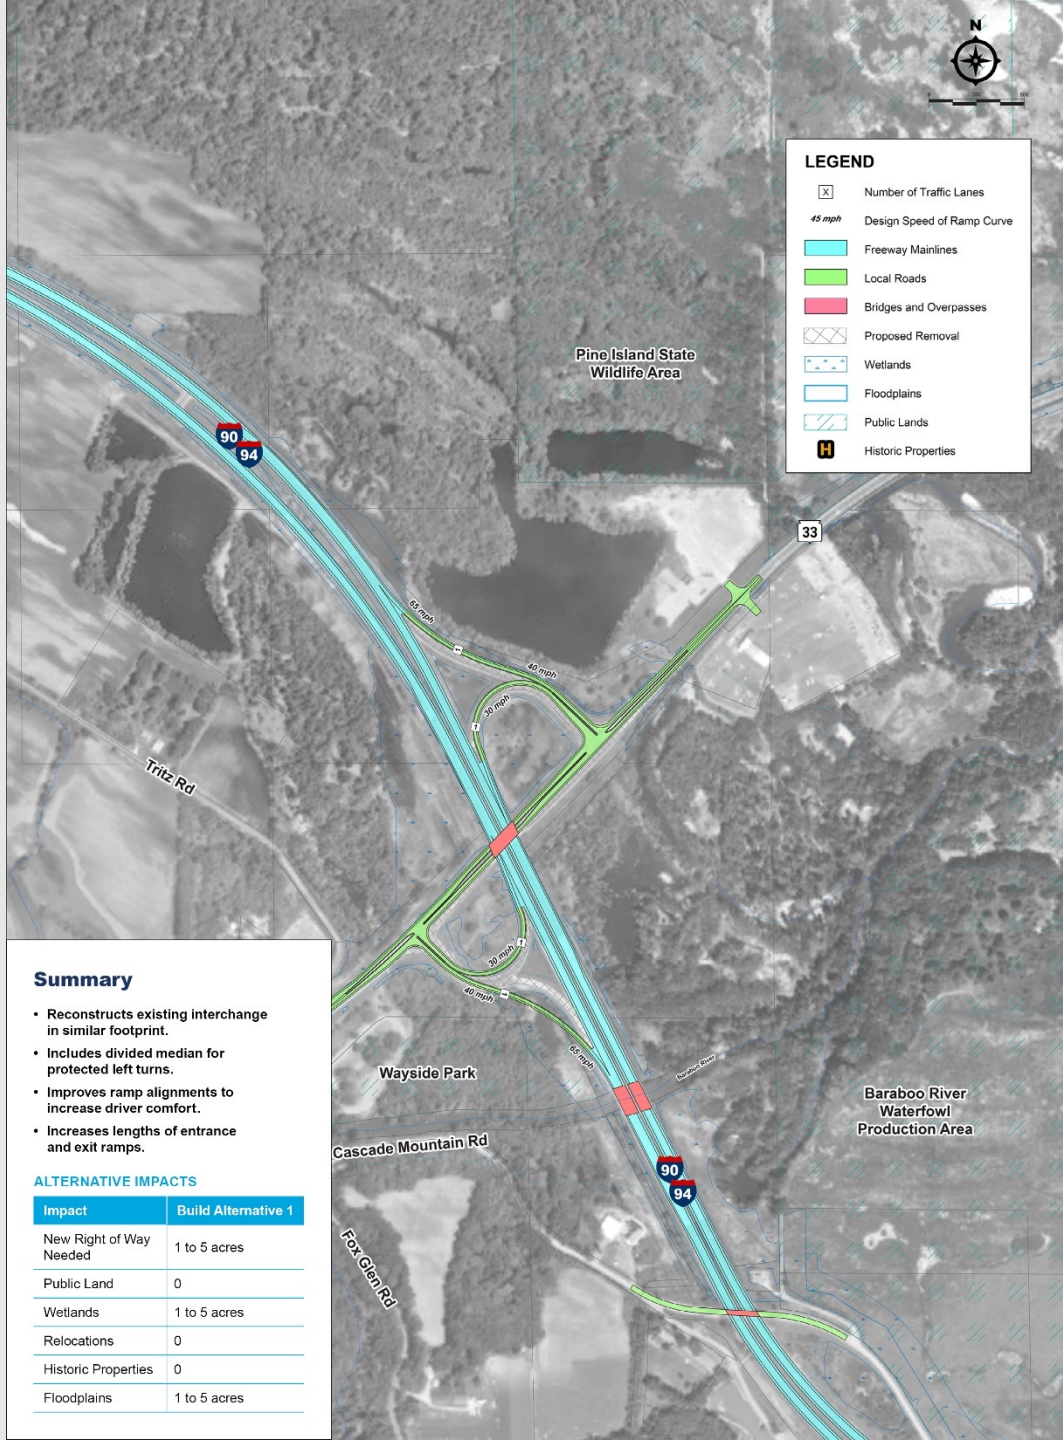 N
LEGEND
X Number of Traffic Lanes
45 mph Design Speed of Ramp Curve
Freeway Mainlines
Local Roads
Bridges and Overpasses
Proposed Removal
Wetlands
Floodplains
Public Lands
H Historic Properties
Pine Island State
Wildlife Area
90
94
33
65 mph
1
40 mph
30 mph
1
Tritz Rd
1
30 mph
40 mph
1
65 mph
Baraboo River
Wayside Park
Baraboo River
Waterfowl
Production Area
Cascade Mountain Rd
90
94
Fox Glen Rd
Summary
• Reconstructs existing interchange
in similar footprint.
• Includes divided median for
protected left turns.
• Improves ramp alignments to
increase driver comfort.
• Increases lengths of entrance
and exit ramps.
ALTERNATIVE IMPACTS
Impact Build Alternative 1
New Right of Way
Needed 1 to 5 acres
Public Land 0
Wetlands 1 to 5 acres
Relocations 0
Historic Properties 0
Floodplains 1 to 5 acres